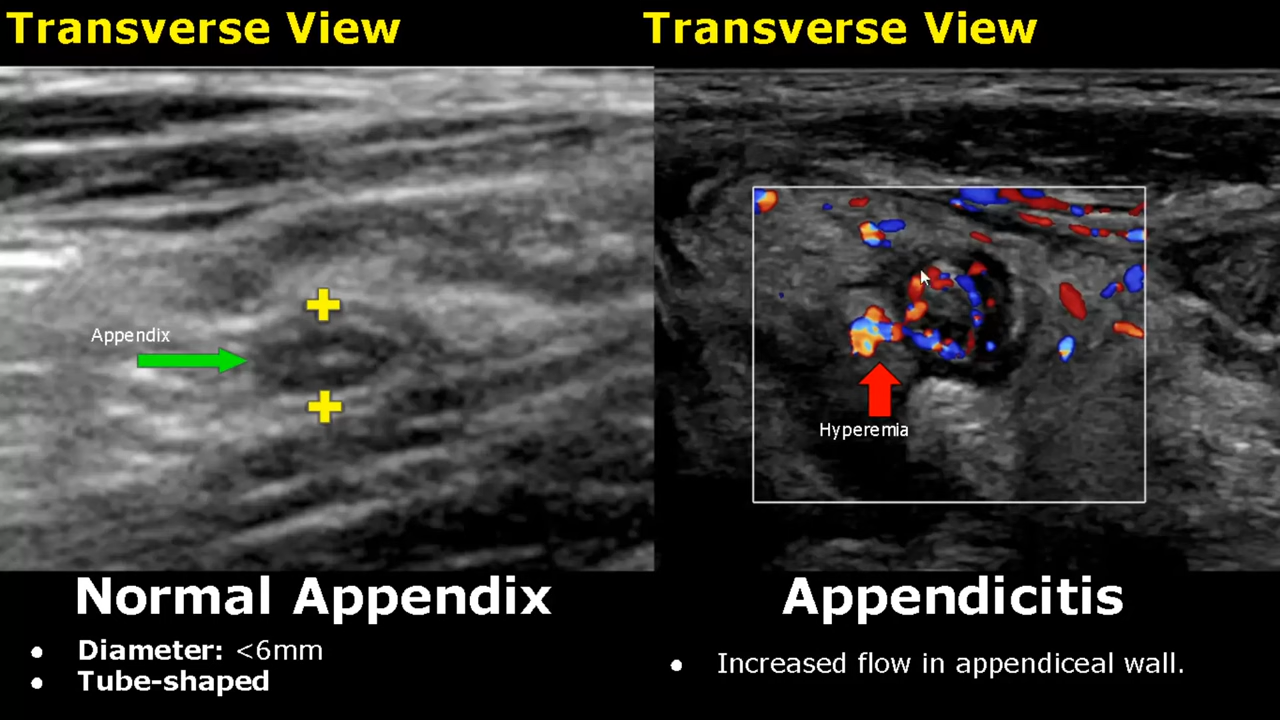 Transverse View
Transverse View
Appendix
Hyperemia
Normal Appendix
• Diameter: <6mm
• Tube-shaped
Appendicitis
• Increased flow in appendiceal wall.